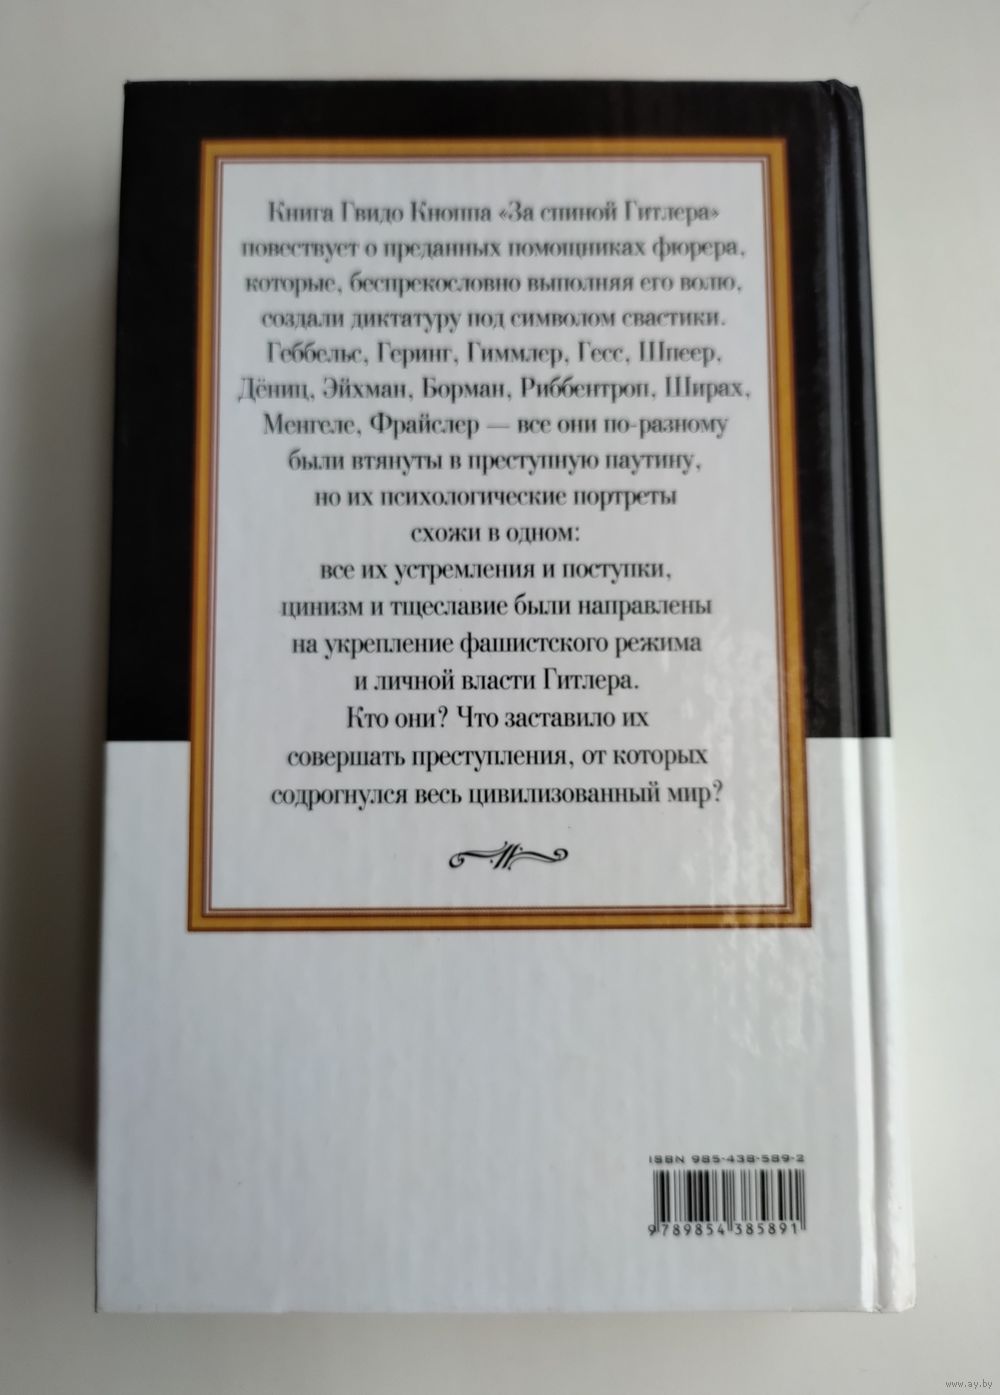 Книга Гвидо Кноппа «За спиной Гитлера»
повествует о преданных помощниках фюрера,
которые, беспрекословно выполняя его волю,
создали диктатуру под символом свастики.
Геббельс, Геринг, Гиммлер, Гесс, Шпеер,
Дёниц, Эйхман, Борман, Риббентроп, Ширах,
Менгеле, Фрайслер — все они по-разному
были втянуты в преступную паутину,
но их психологические портреты
схожи в одном:
все их устремления и поступки,
цинизм и тщеславие были направлены
на укрепление фашистского режима
и личной власти Гитлера.
Кто они? Что заставило их
совершать преступления, от которых
содрогнулся весь цивилизованный мир?
ISBN 985-438-589-2
9789854385891
www.ay.by